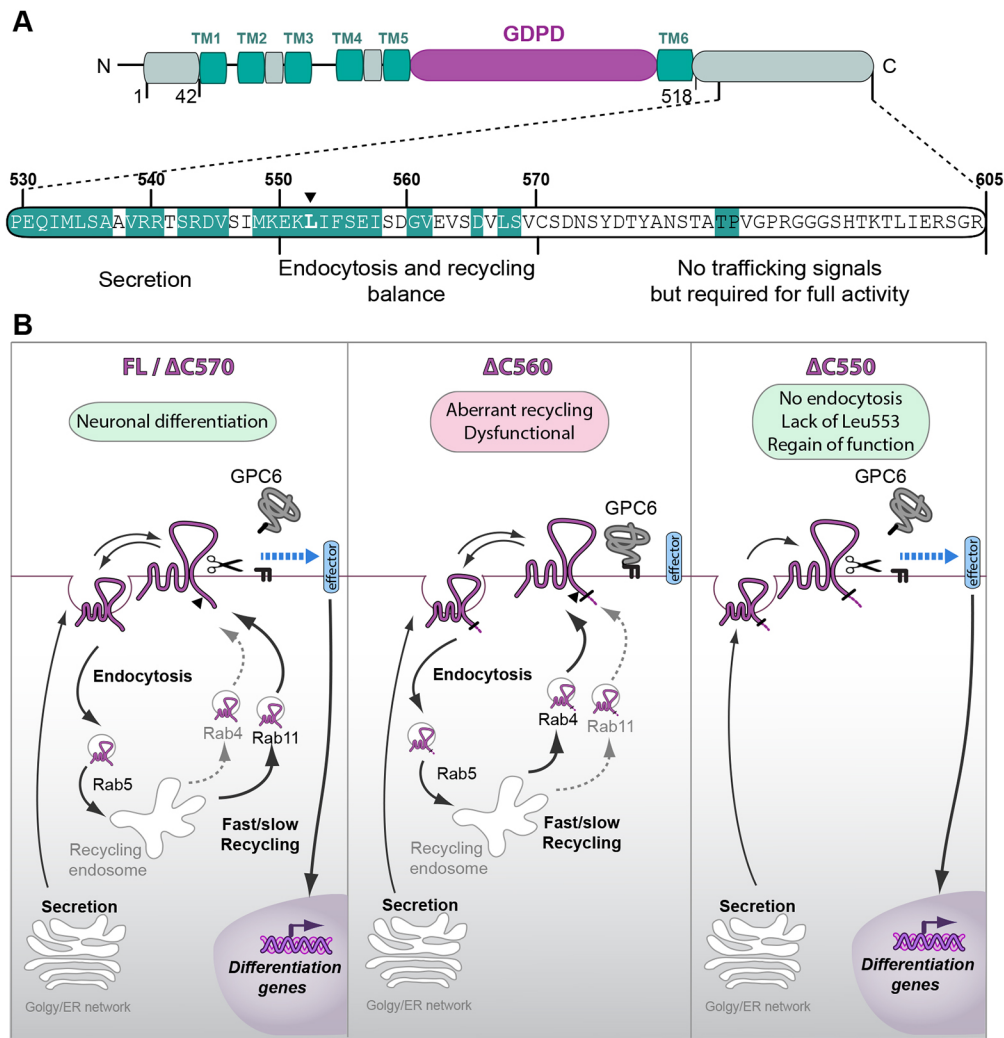 A
TM1 TM2 TM3 TM4 TM5 GDPD TM6
N C
1 42 518
530 540 550 560 570 605
PEQIMLSAAVRRTSRDVSIMKEKLIFSEISDGVEVSDVLSVCSDNSYDTYANSTATPVGPRGGGSHTKTLIERSGR
Secretion
Endocytosis and recycling
balance
No trafficking signals
but required for full activity
B
FL / ΔC570
Neuronal differentiation
GPC6
effector
Endocytosis
Rab4
Rab11
Rab5
Fast/slow
Recycling
Recycling
endosome
Secretion
Golgy/ER network
Differentiation
genes
ΔC560
Aberrant recycling
Dysfunctional
GPC6
effector
Endocytosis
Rab4
Rab11
Rab5
Fast/slow
Recycling
Recycling
endosome
Secretion
Golgy/ER network
ΔC550
No endocytosis
Lack of Leu553
Regain of function
GPC6
effector
Secretion
Golgy/ER network
Differentiation
genes